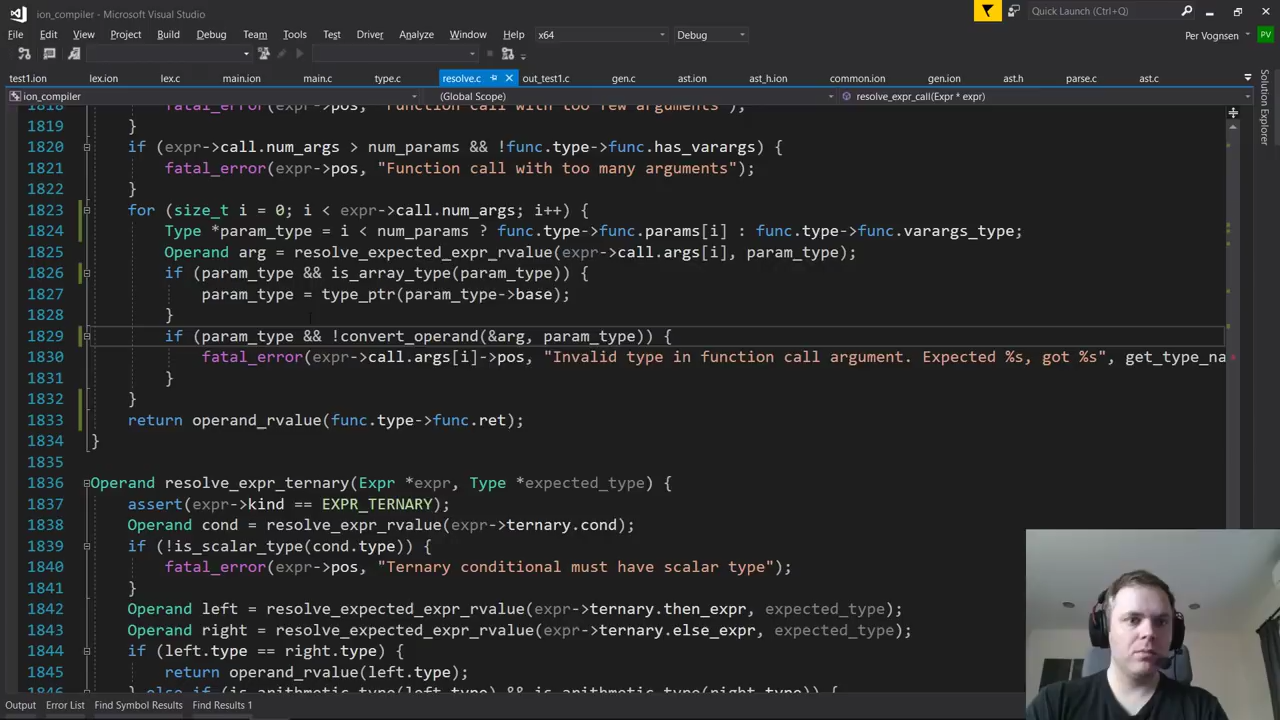 ion_compiler - Microsoft Visual Studio
Quick Launch (Ctrl+Q)
File Edit View Project Build Debug Team Tools Test Driver Analyze Window Help x64 Debug Per Vognsen PV
test1.ion lex.ion lex.c main.ion main.c type.c resolve.c out_test1.c gen.c ast.ion ast_h.ion common.ion gen.ion ast.h parse.c ast.c
ion_compiler (Global Scope) resolve_expr_call(Expr * expr)
Solution Explorer
1818 fatal_error(expr->pos, "Function call with too few arguments");
1819 }
1820 if (expr->call.num_args > num_params && !func.type->func.has_varargs) {
1821 fatal_error(expr->pos, "Function call with too many arguments");
1822 }
1823 for (size_t i = 0; i < expr->call.num_args; i++) {
1824 Type *param_type = i < num_params ? func.type->func.params[i] : func.type->func.varargs_type;
1825 Operand arg = resolve_expected_expr_rvalue(expr->call.args[i], param_type);
1826 if (param_type && is_array_type(param_type)) {
1827 param_type = type_ptr(param_type->base);
1828 }
1829 if (param_type && !convert_operand(&arg, param_type)) {
1830 fatal_error(expr->call.args[i]->pos, "Invalid type in function call argument. Expected %s, got %s", get_type_na
1831 }
1832 }
1833 return operand_rvalue(func.type->func.ret);
1834 }
1835
1836 Operand resolve_expr_ternary(Expr *expr, Type *expected_type) {
1837 assert(expr->kind == EXPR_TERNARY);
1838 Operand cond = resolve_expr_rvalue(expr->ternary.cond);
1839 if (!is_scalar_type(cond.type)) {
1840 fatal_error(expr->pos, "Ternary conditional must have scalar type");
1841 }
1842 Operand left = resolve_expected_expr_rvalue(expr->ternary.then_expr, expected_type);
1843 Operand right = resolve_expected_expr_rvalue(expr->ternary.else_expr, expected_type);
1844 if (left.type == right.type) {
1845 return operand_rvalue(left.type);
1846 } else if (is_arithmetic_type(left.type) && is_arithmetic_type(right.type)) {
Output Error List Find Symbol Results Find Results 1